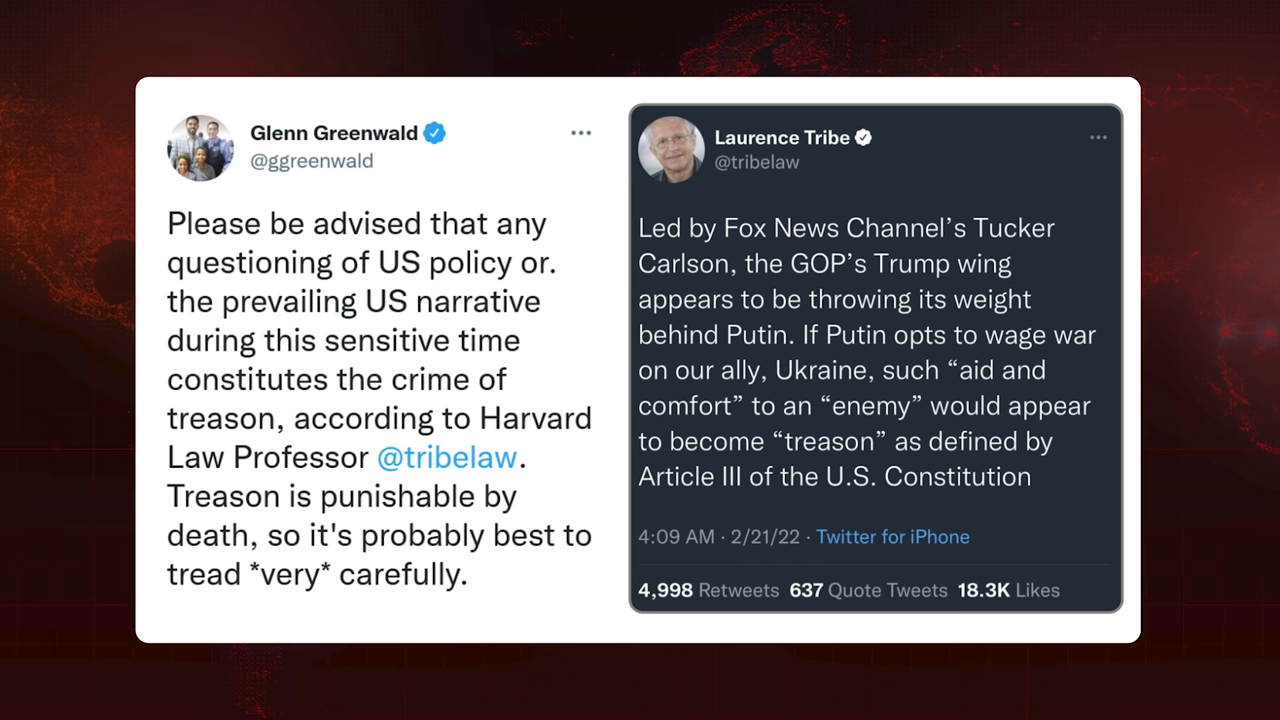 Glenn Greenwald
@ggreenwald
Please be advised that any
questioning of US policy or.
the prevailing US narrative
during this sensitive time
constitutes the crime of
treason, according to Harvard
Law Professor @tribelaw.
Treason is punishable by
death, so it's probably best to
tread *very* carefully.
Laurence Tribe
@tribelaw
Led by Fox News Channel’s Tucker
Carlson, the GOP’s Trump wing
appears to be throwing its weight
behind Putin. If Putin opts to wage war
on our ally, Ukraine, such “aid and
comfort” to an “enemy” would appear
to become “treason” as defined by
Article III of the U.S. Constitution
4:09 AM · 2/21/22 · Twitter for iPhone
4,998 Retweets 637 Quote Tweets 18.3K Likes